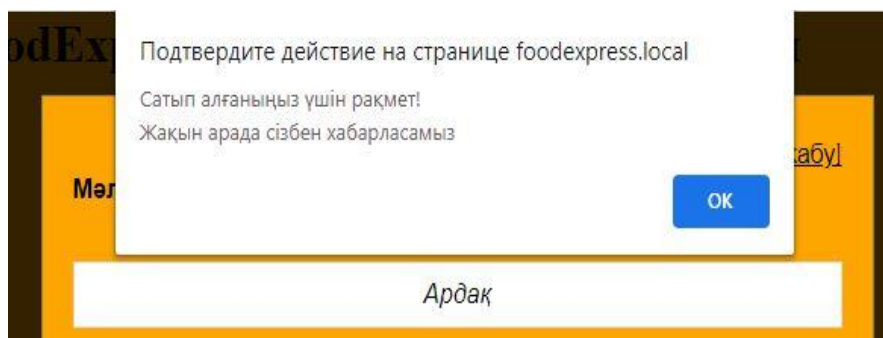 Подтвердите действие на странице foodexpress.local
Сатып алғаныңыз үшін рақмет!
Жақын арада сізбен хабарласамыз
OK
Ардақ